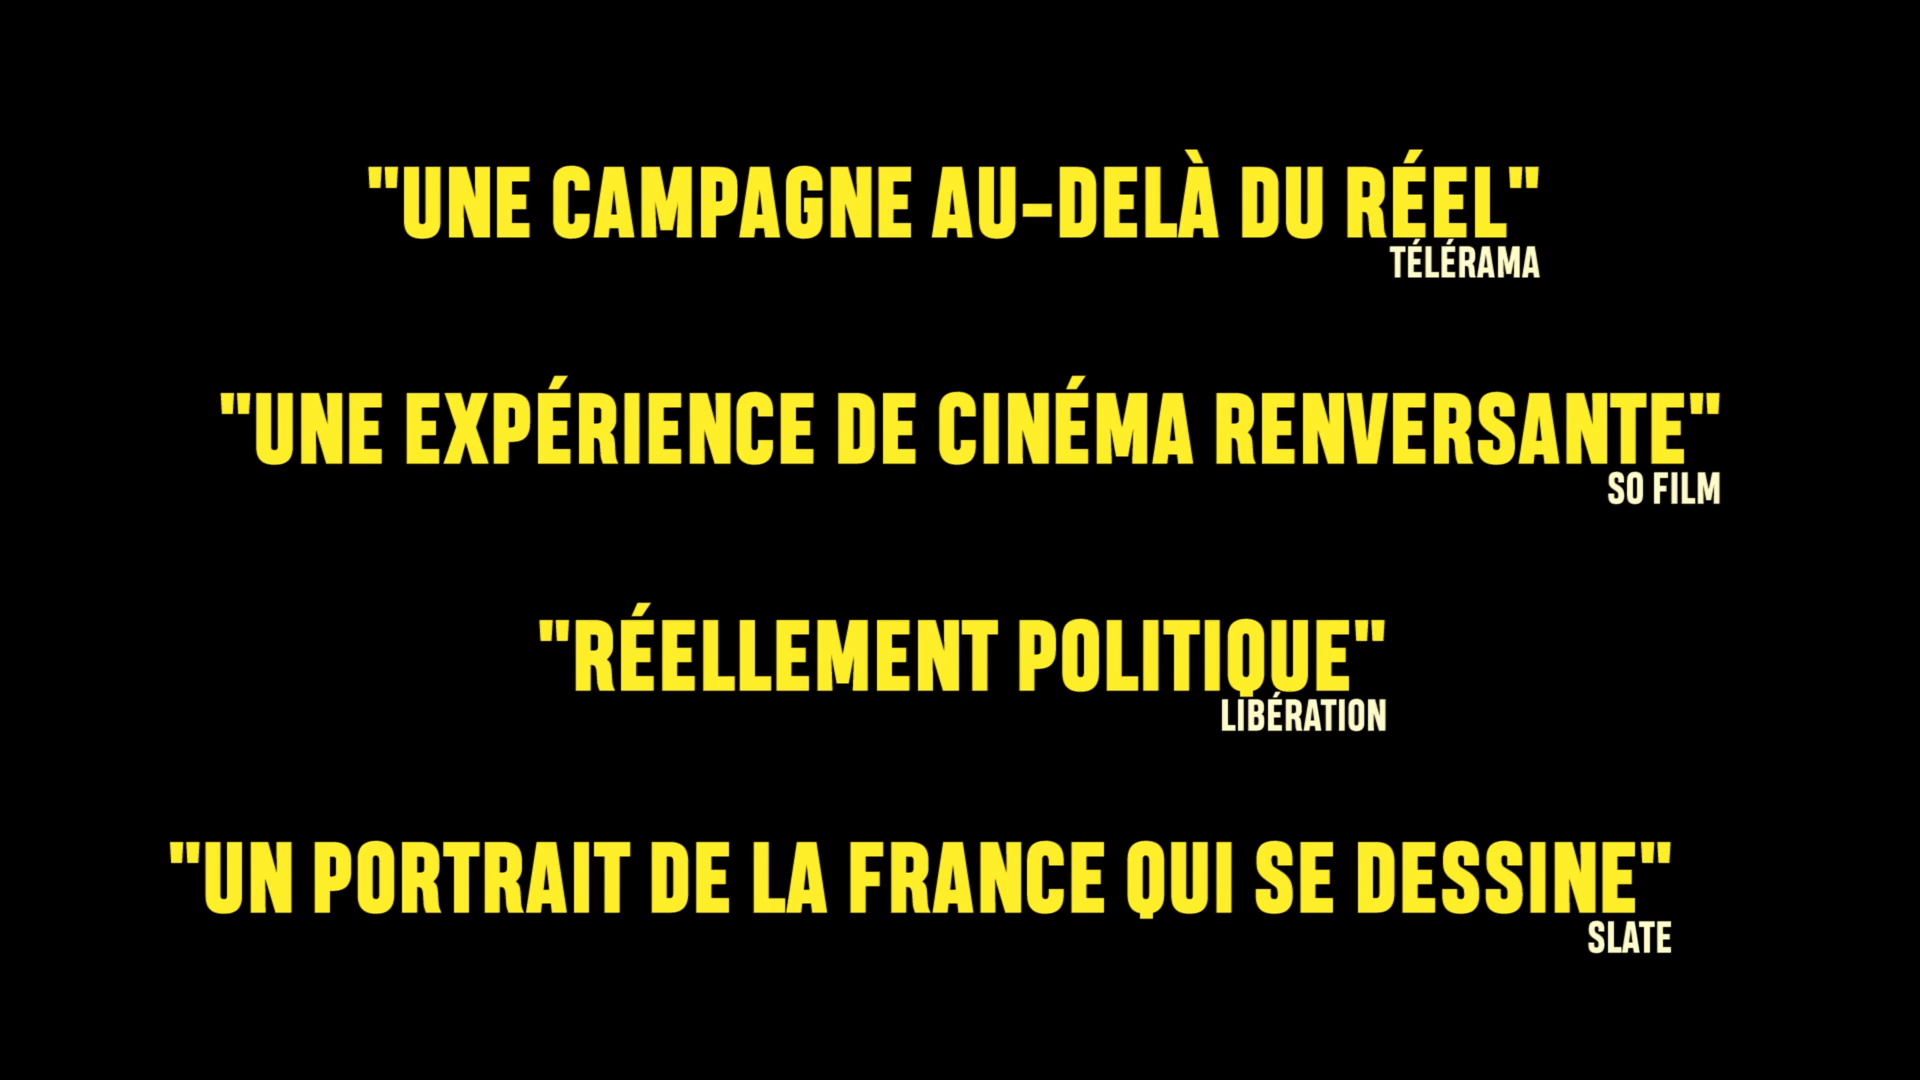 "UNE CAMPAGNE AU-DELÀ DU RÉEL"
TÉLÉRAMA
"UNE EXPÉRIENCE DE CINÉMA RENVERSANTE"
SO FILM
"RÉELLEMENT POLITIQUE"
LIBÉRATION
"UN PORTRAIT DE LA FRANCE QUI SE DESSINE"
SLATE